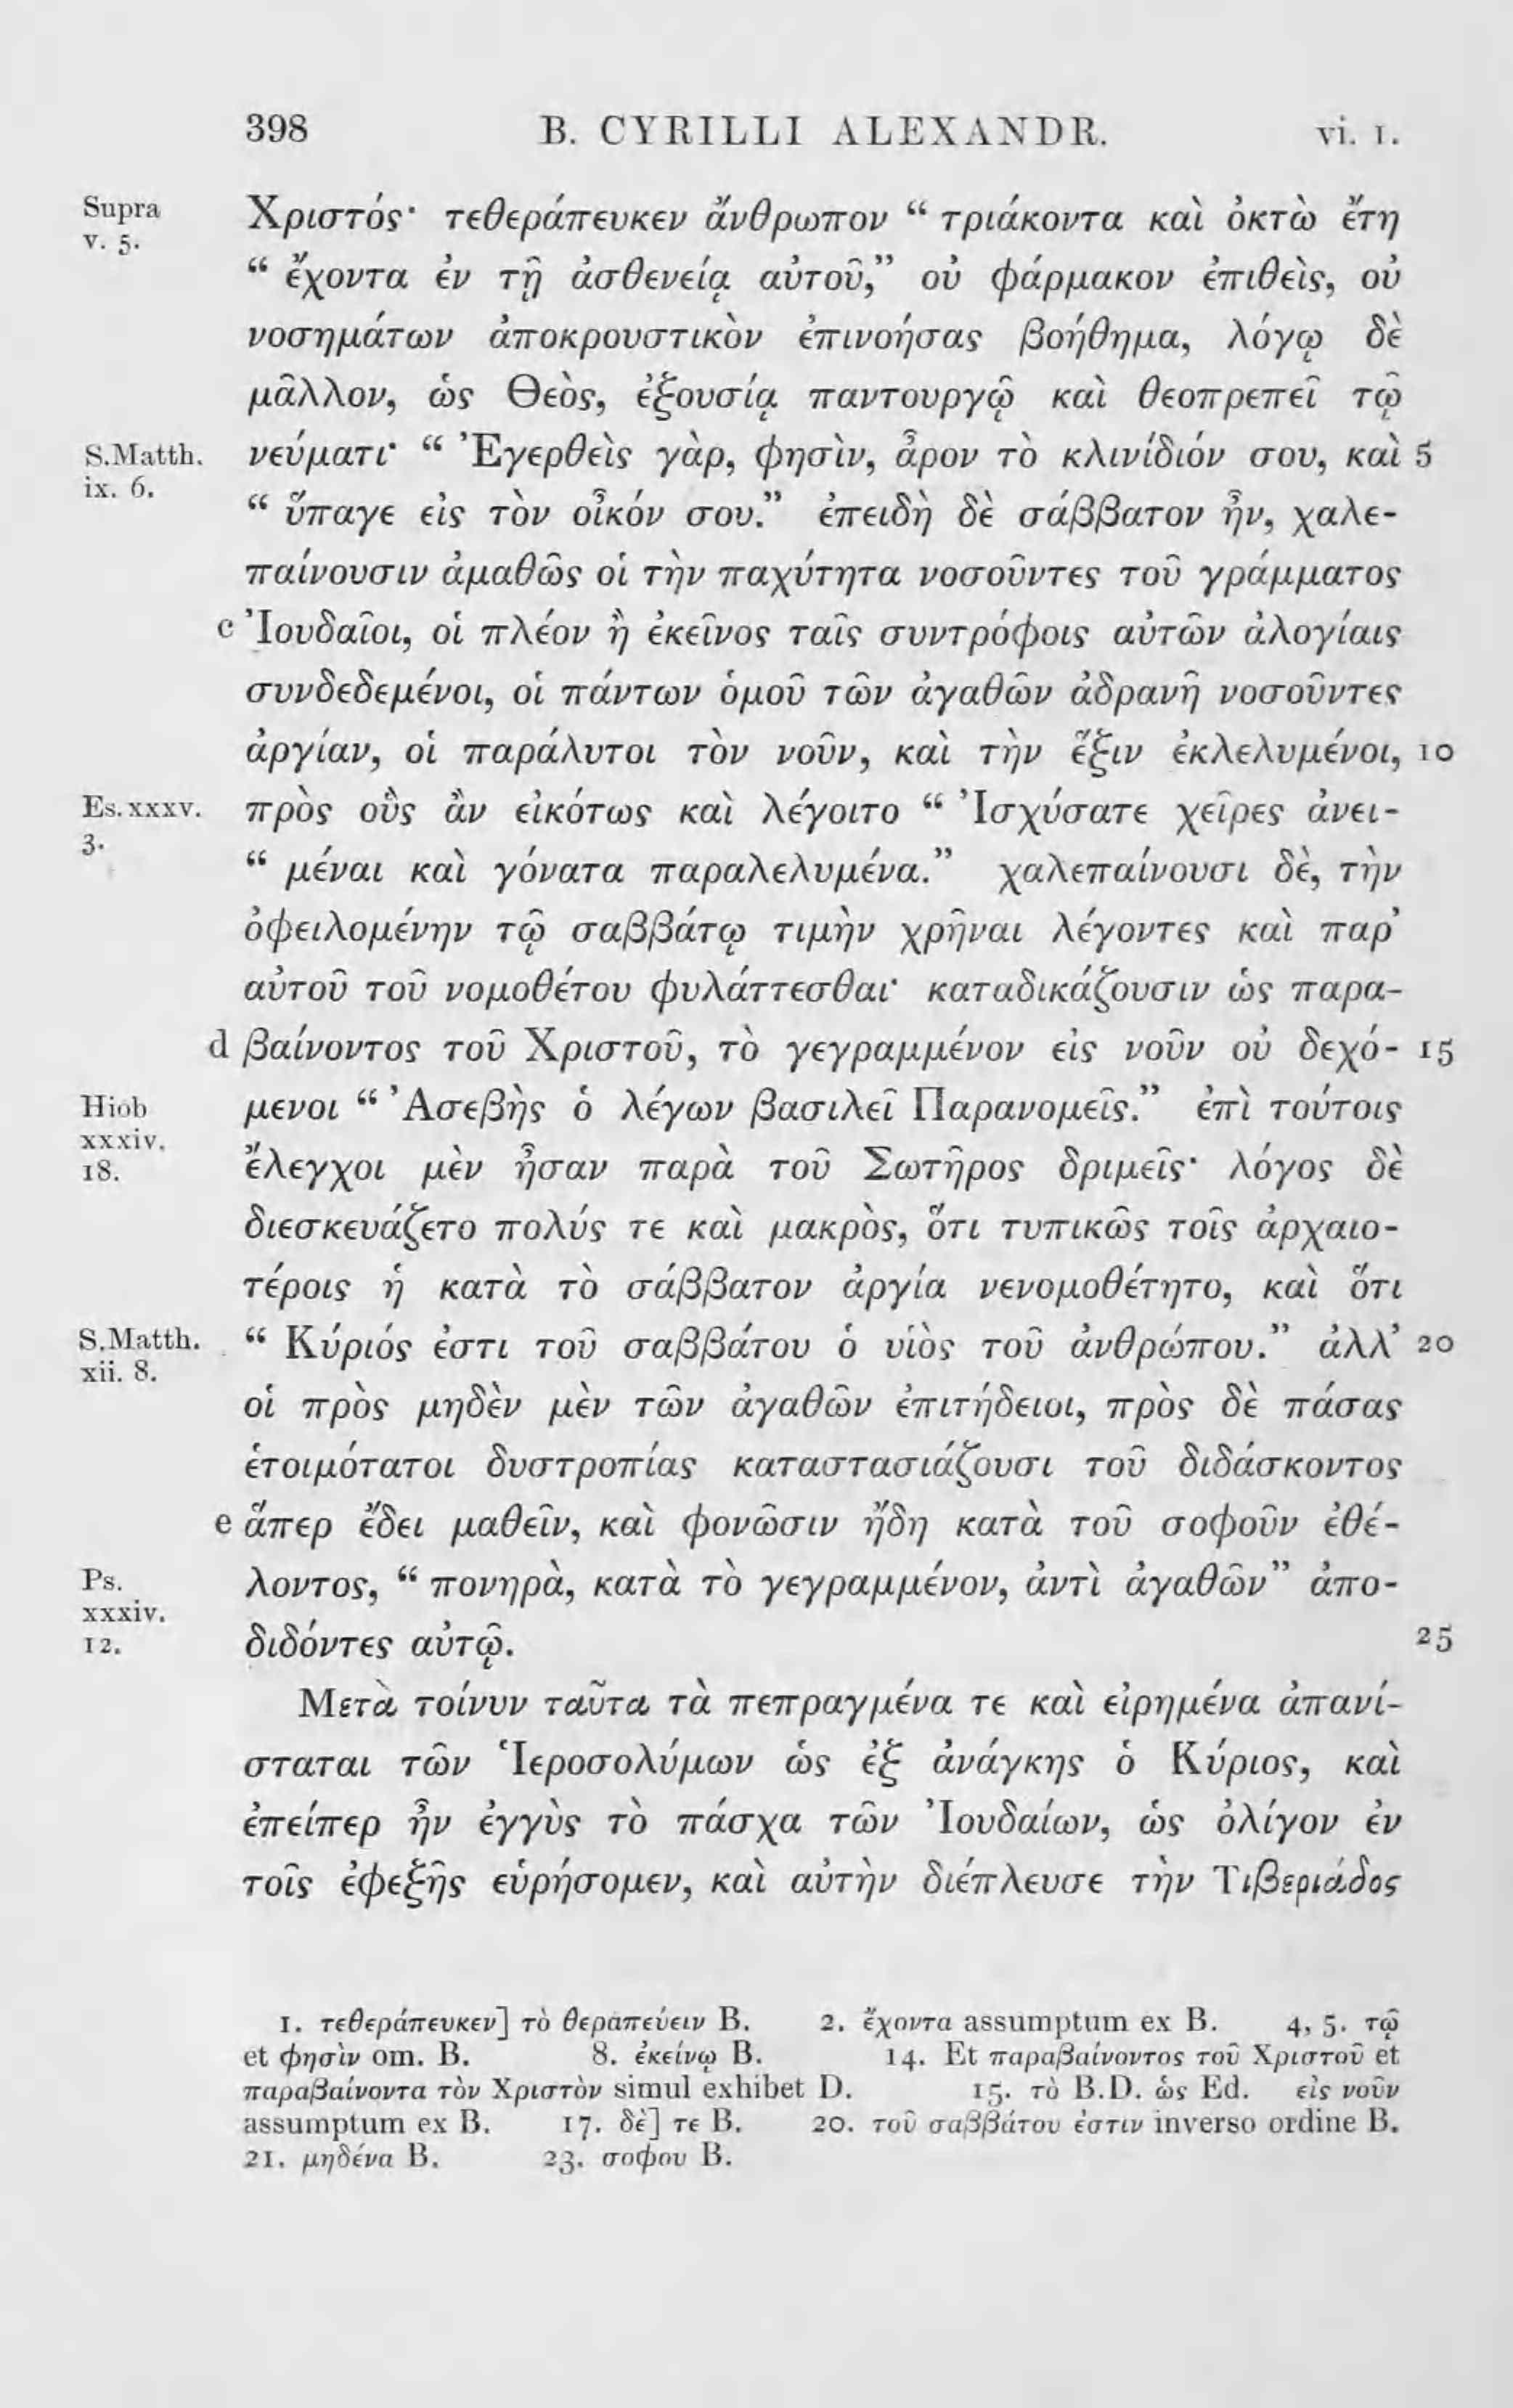 398 B. CYRILLI ALEXANDR. vi. 1.
Supra Χριστός· τεθεράπευκεν ἄνθρωπον “ τριάκοντα καὶ ὀκτὼ ἔτη
v. 5. “ ἔχοντα ἐν τῇ ἀσθενείᾳ αὐτοῦ,” οὐ φάρμακον ἐπιθεὶς, οὐ
νοσημάτων ἀποκρουστικὸν ἐπινοήσας βοήθημα, λόγῳ δὲ
μᾶλλον, ὡς Θεὸς, ἐξουσίᾳ παντουργῷ καὶ θεοπρεπεῖ τῷ
S.Matth. νεύματι· “ Ἐγερθεὶς γὰρ, φησὶν, ἆρον τὸ κλινίδιόν σου, καὶ 5
ix. 6. “ ὕπαγε εἰς τὸν οἶκόν σου.” ἐπειδὴ δὲ σάββατον ἦν, χαλε-
παίνουσιν ἀμαθῶς οἱ τὴν παχύτητα νοσοῦντες τοῦ γράμματος
c Ἰουδαῖοι, οἱ πλέον ἢ ἐκεῖνος ταῖς συντρόφοις αὐτῶν ἀλογίαις
συνδεδεμένοι, οἱ πάντων ὁμοῦ τῶν ἀγαθῶν ἀδρανῆ νοσοῦντες
ἀργίαν, οἱ παράλυτοι τὸν νοῦν, καὶ τὴν ἕξιν ἐκλελυμένοι, 10
Es. xxxv. πρὸς οὓς ἂν εἰκότως καὶ λέγοιτο “ Ἰσχύσατε χεῖρες ἀνει-
3. “ μέναι καὶ γόνατα παραλελυμένα.” χαλεπαίνουσι δὲ, τὴν
ὀφειλομένην τῷ σαββάτῳ τιμὴν χρῆναι λέγοντες καὶ παρ’
αὐτοῦ τοῦ νομοθέτου φυλάττεσθαι· καταδικάζουσιν ὡς παρα-
d βαίνοντος τοῦ Χριστοῦ, τὸ γεγραμμένον εἰς νοῦν οὐ δεχό- 15
Hiob μενοι “ Ἀσεβὴς ὁ λέγων βασιλεῖ Παρανομεῖς.” ἐπὶ τούτοις
xxxiv.
18. ἔλεγχοι μὲν ἦσαν παρὰ τοῦ Σωτῆρος δριμεῖς· λόγος δὲ
διεσκευάζετο πολύς τε καὶ μακρὸς, ὅτι τυπικῶς τοῖς ἀρχαιο-
τέροις ἡ κατὰ τὸ σάββατον ἀργία νενομοθέτητο, καὶ ὅτι
S.Matth. “ Κύριός ἐστι τοῦ σαββάτου ὁ υἱὸς τοῦ ἀνθρώπου.” ἀλλ’ 20
xii. 8.
οἱ πρὸς μηδὲν μὲν τῶν ἀγαθῶν ἐπιτήδειοι, πρὸς δὲ πάσας
ἑτοιμότατοι δυστροπίας καταστασιάζουσι τοῦ διδάσκοντος
e ἅπερ ἔδει μαθεῖν, καὶ φονῶσιν ἤδη κατὰ τοῦ σοφοῦν ἐθέ-
Ps. λοντος, “ πονηρὰ, κατὰ τὸ γεγραμμένον, ἀντὶ ἀγαθῶν” ἀπο-
xxxiv.
12. διδόντες αὐτῷ. 25
Μετὰ τοίνυν ταῦτα τὰ πεπραγμένα τε καὶ εἰρημένα ἀπανί-
σταται τῶν Ἱεροσολύμων ὡς ἐξ ἀνάγκης ὁ Κύριος, καὶ
ἐπείπερ ἦν ἐγγὺς τὸ πάσχα τῶν Ἰουδαίων, ὡς ὀλίγον ἐν
τοῖς ἐφεξῆς εὑρήσομεν, καὶ αὐτὴν διέπλευσε τὴν Τιβεριάδος
1. τεθεράπευκεν] τὸ θεραπεύειν B. 2. ἔχοντα assumptum ex B. 4, 5. τῷ
et φησὶν om. B. 8. ἐκείνῳ B. 14. Et παραβαίνοντος τοῦ Χριστοῦ et
παραβαίνοντα τὸν Χριστὸν simul exhibet D. 15. τὸ B.D. ὡς Ed. εἰς νοῦν
assumptum ex B. 17. δὲ] τε B. 20. τοῦ σαββάτου ἐστιν inverso ordine B.
21. μηδένα B. 23. σοφου B.